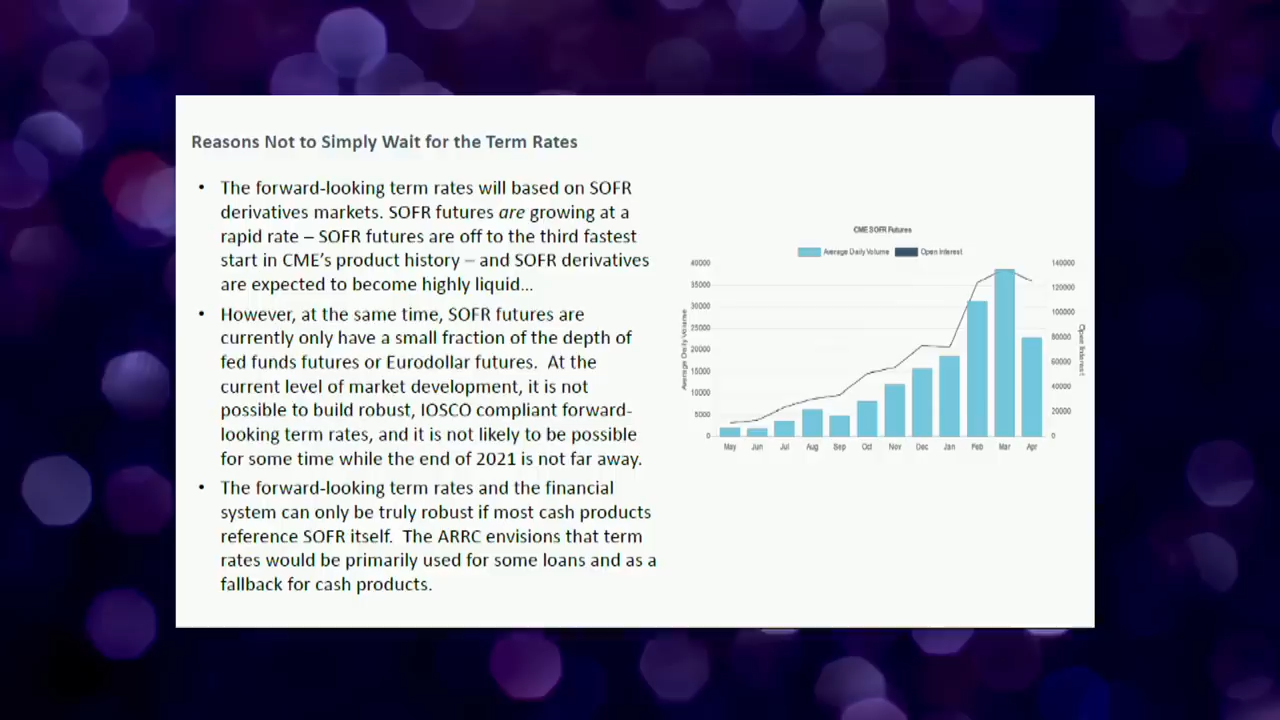 Reasons Not to Simply Wait for the Term Rates
• The forward-looking term rates will based on SOFR
derivatives markets. SOFR futures are growing at a
rapid rate – SOFR futures are off to the third fastest
start in CME's product history – and SOFR derivatives
are expected to become highly liquid...
• However, at the same time, SOFR futures are
currently only have a small fraction of the depth of
fed funds futures or Eurodollar futures.  At the
current level of market development, it is not
possible to build robust, IOSCO compliant forward-
looking term rates, and it is not likely to be possible
for some time while the end of 2021 is not far away.
• The forward-looking term rates and the financial
system can only be truly robust if most cash products
reference SOFR itself.  The ARRC envisions that term
rates would be primarily used for some loans and as a
fallback for cash products.
CME SOFR Futures
Average Daily Volume Open Interest
Average Daily Volume
40000
35000
30000
25000
20000
15000
10000
5000
0
140000
120000
100000
80000
60000
40000
20000
0
Open Interest
May Jun Jul Aug Sep Oct Nov Dec Jan Feb Mar Apr